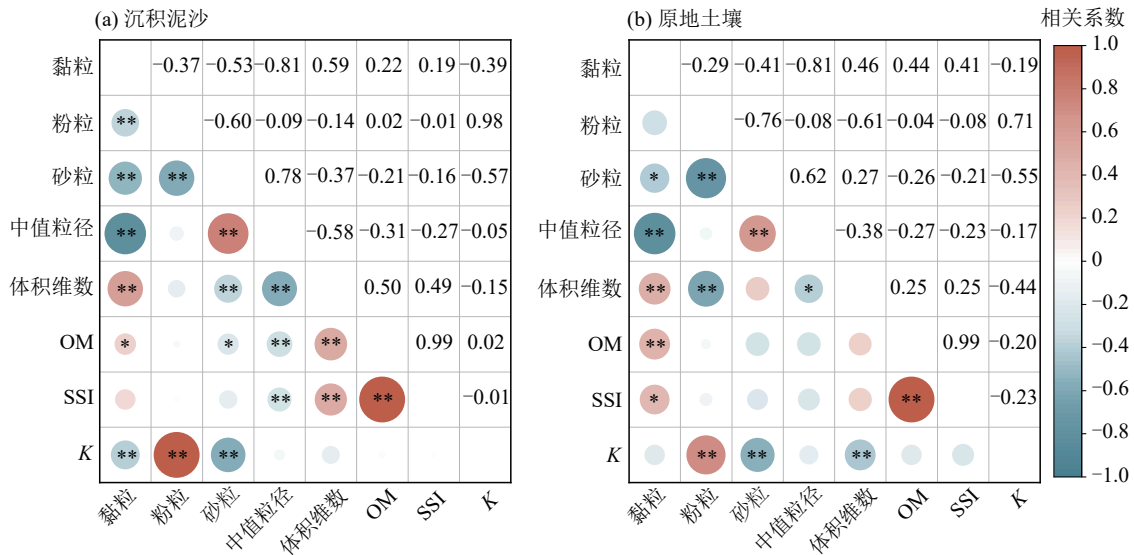 (a) 沉积泥沙
黏粒 −0.37 −0.53 −0.81 0.59 0.22 0.19 −0.39
粉粒 ** −0.60 −0.09 −0.14 0.02 −0.01 0.98
砂粒 ** ** 0.78 −0.37 −0.21 −0.16 −0.57
中值粒径 ** ** −0.58 −0.31 −0.27 −0.05
体积维数 ** ** ** 0.50 0.49 −0.15
OM * * ** ** 0.99 0.02
SSI ** ** ** −0.01
K ** ** **
黏粒 粉粒 砂粒 中值粒径 体积维数 OM SSI K
(b) 原地土壤
黏粒 −0.29 −0.41 −0.81 0.46 0.44 0.41 −0.19
粉粒 −0.76 −0.08 −0.61 −0.04 −0.08 0.71
砂粒 * ** 0.62 0.27 −0.26 −0.21 −0.55
中值粒径 ** ** −0.38 −0.27 −0.23 −0.17
体积维数 ** ** * 0.25 0.25 −0.44
OM ** 0.99 −0.20
SSI * ** −0.23
K ** ** **
黏粒 粉粒 砂粒 中值粒径 体积维数 OM SSI K
相关系数
1.0
0.8
0.6
0.4
0.2
0
−0.2
−0.4
−0.6
−0.8
−1.0